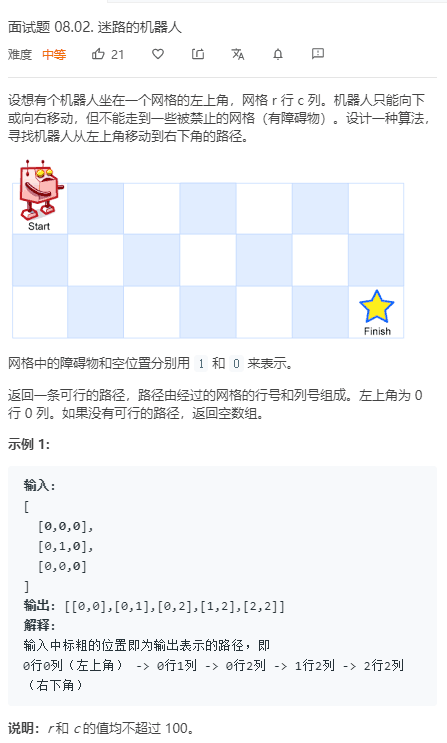 面试题 08.02. 迷路的机器人
难度 中等 21
设想有个机器人坐在一个网格的左上角，网格 r 行 c 列。机器人只能向下
或向右移动，但不能走到一些被禁止的网格（有障碍物）。设计一种算法，
寻找机器人从左上角移动到右下角的路径。
Start
Finish
网格中的障碍物和空位置分别用 1 和 0 来表示。
返回一条可行的路径，路径由经过的网格的行号和列号组成。左上角为 0
行 0 列。如果没有可行的路径，返回空数组。
示例 1:
输入:
[
[0,0,0],
[0,1,0],
[0,0,0]
]
输出: [[0,0],[0,1],[0,2],[1,2],[2,2]]
解释:
输入中标粗的位置即为输出表示的路径，即
0行0列（左上角） -> 0行1列 -> 0行2列 -> 1行2列 -> 2行2列
（右下角）
说明：r 和 c 的值均不超过 100。